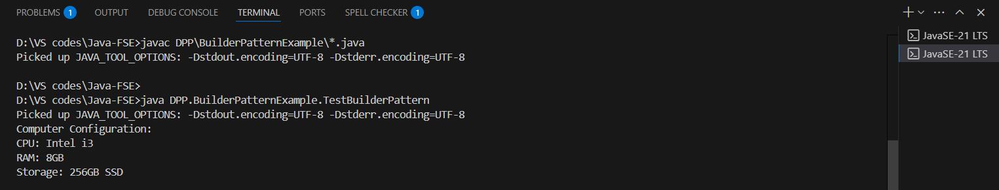 PROBLEMS 1 OUTPUT DEBUG CONSOLE TERMINAL PORTS SPELL CHECKER 1
D:\VS codes\Java-FSE>javac DPP\BuilderPatternExample\*.java
Picked up JAVA_TOOL_OPTIONS: -Dstdout.encoding=UTF-8 -Dstderr.encoding=UTF-8
D:\VS codes\Java-FSE>
D:\VS codes\Java-FSE>java DPP.BuilderPatternExample.TestBuilderPattern
Picked up JAVA_TOOL_OPTIONS: -Dstdout.encoding=UTF-8 -Dstderr.encoding=UTF-8
Computer Configuration:
CPU: Intel i3
RAM: 8GB
Storage: 256GB SSD
JavaSE-21 LTS
JavaSE-21 LTS